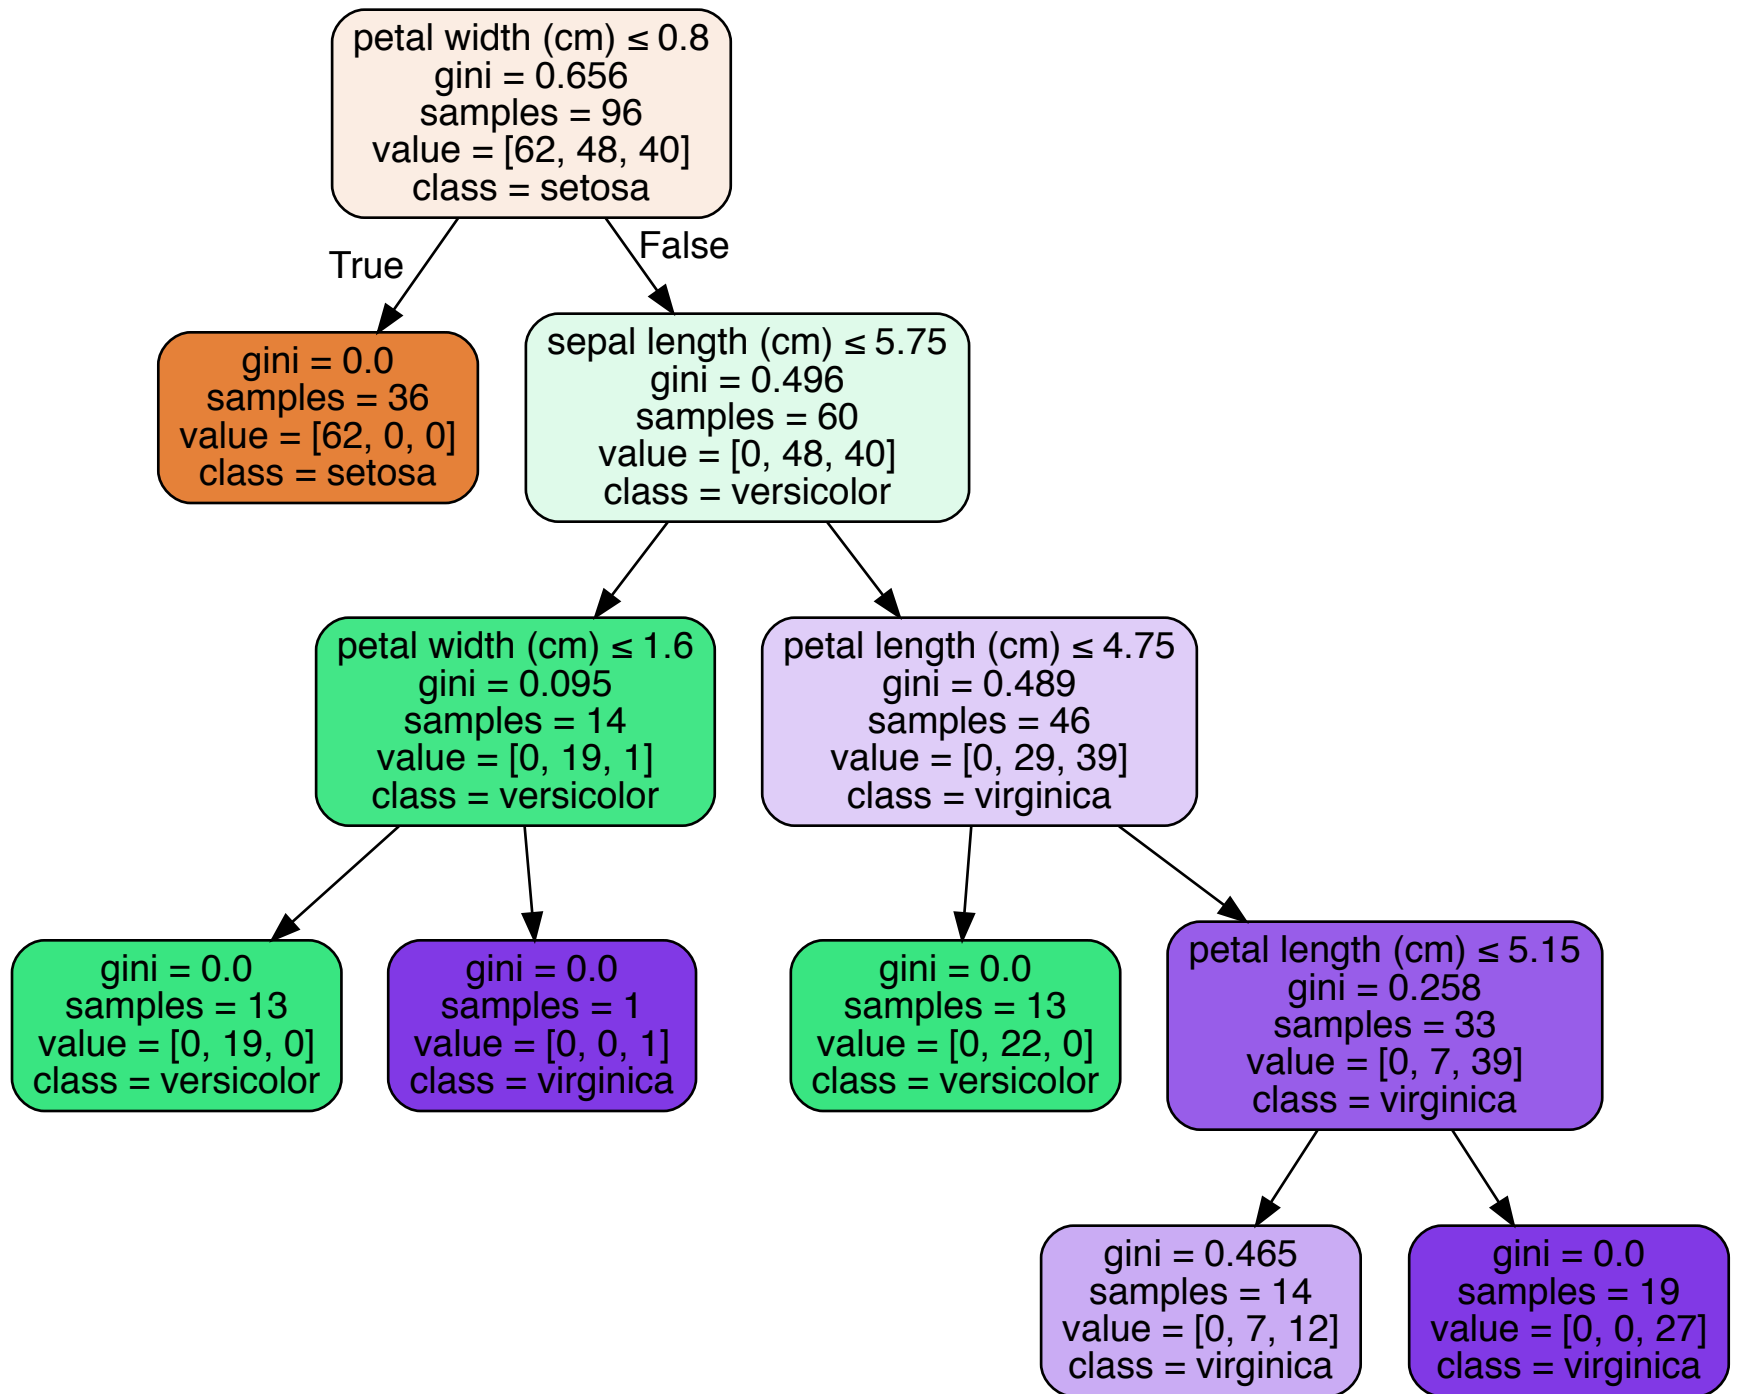 petal width (cm) ≤ 0.8
gini = 0.656
samples = 96
value = [62, 48, 40]
class = setosa
True
False
gini = 0.0
samples = 36
value = [62, 0, 0]
class = setosa
sepal length (cm) ≤ 5.75
gini = 0.496
samples = 60
value = [0, 48, 40]
class = versicolor
petal width (cm) ≤ 1.6
gini = 0.095
samples = 14
value = [0, 19, 1]
class = versicolor
petal length (cm) ≤ 4.75
gini = 0.489
samples = 46
value = [0, 29, 39]
class = virginica
gini = 0.0
samples = 13
value = [0, 19, 0]
class = versicolor
gini = 0.0
samples = 1
value = [0, 0, 1]
class = virginica
gini = 0.0
samples = 13
value = [0, 22, 0]
class = versicolor
petal length (cm) ≤ 5.15
gini = 0.258
samples = 33
value = [0, 7, 39]
class = virginica
gini = 0.465
samples = 14
value = [0, 7, 12]
class = virginica
gini = 0.0
samples = 19
value = [0, 0, 27]
class = virginica